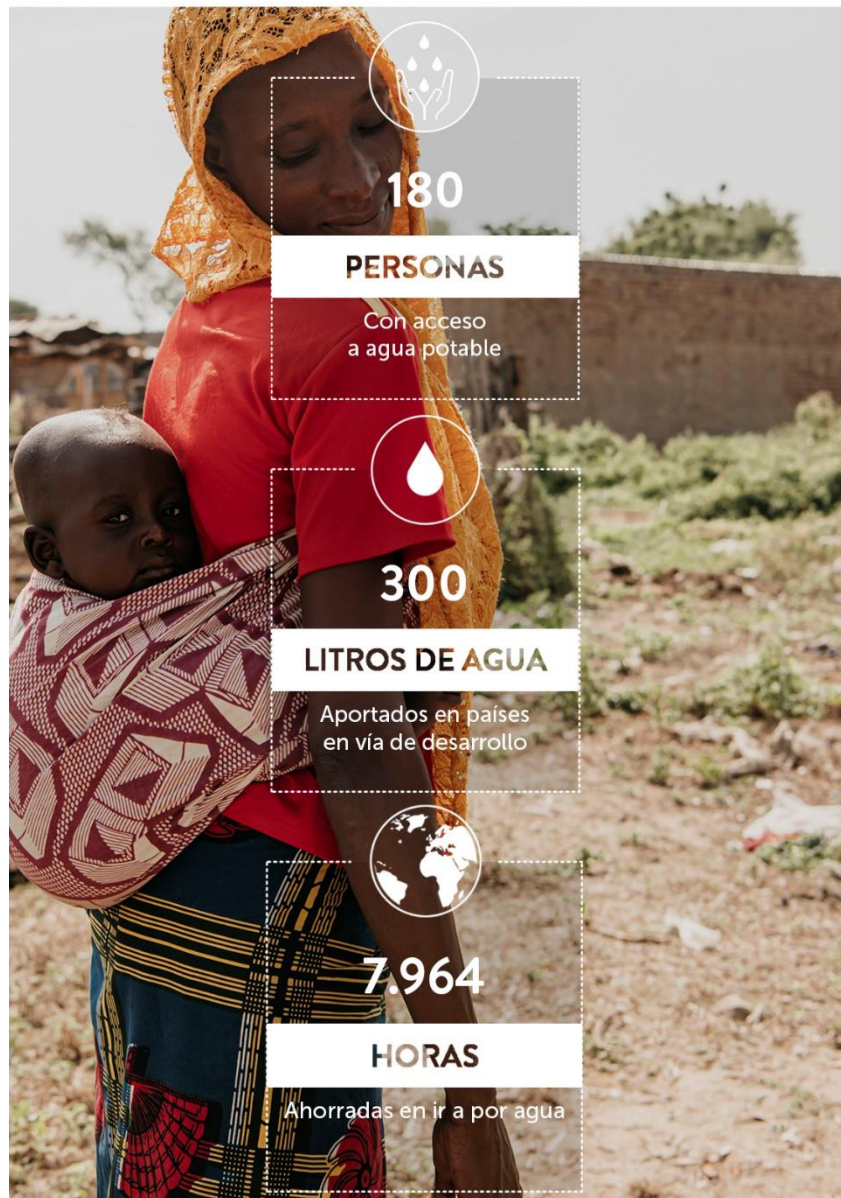 180
PERSONAS
Con acceso
a agua potable
300
LITROS DE AGUA
Aportados en países
en vía de desarrollo
7.964
HORAS
Ahorradas en ir a por agua